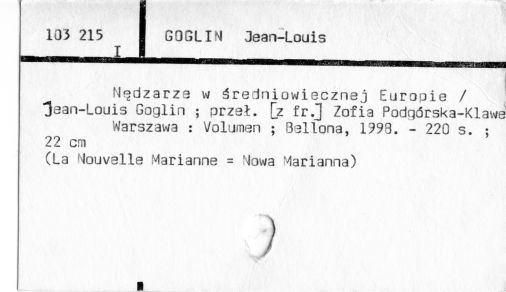 103 215 GOGLIN Jean-Louis
I
Nędzarze w średniowiecznej Europie /
Jean-Louis Goglin ; przeł. [z fr.] Zofia Podgórska-Klawe
Warszawa : Volumen ; Bellona, 1998. - 220 s. ;
22 cm
(La Nouvelle Marianne = Nowa Marianna)